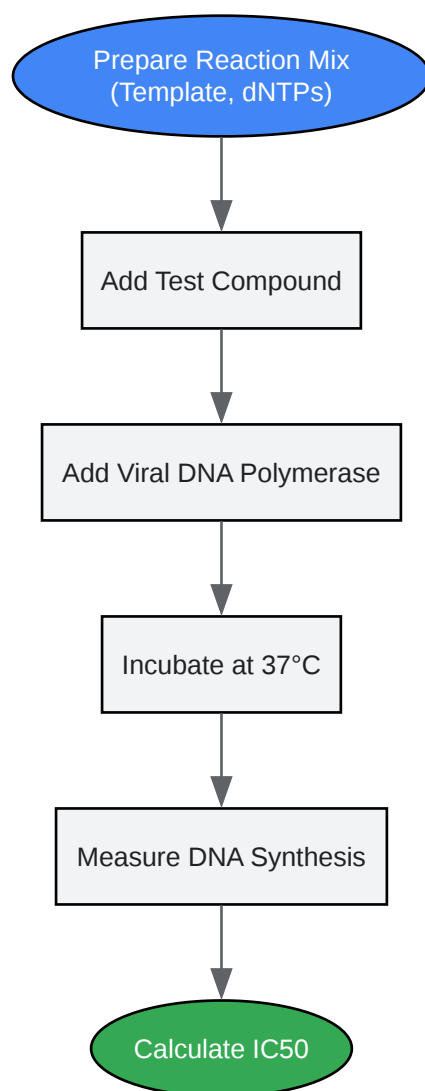 Prepare Reaction Mix
(Template, dNTPs)
Add Test Compound
Add Viral DNA Polymerase
Incubate at 37°C
Measure DNA Synthesis
Calculate IC50